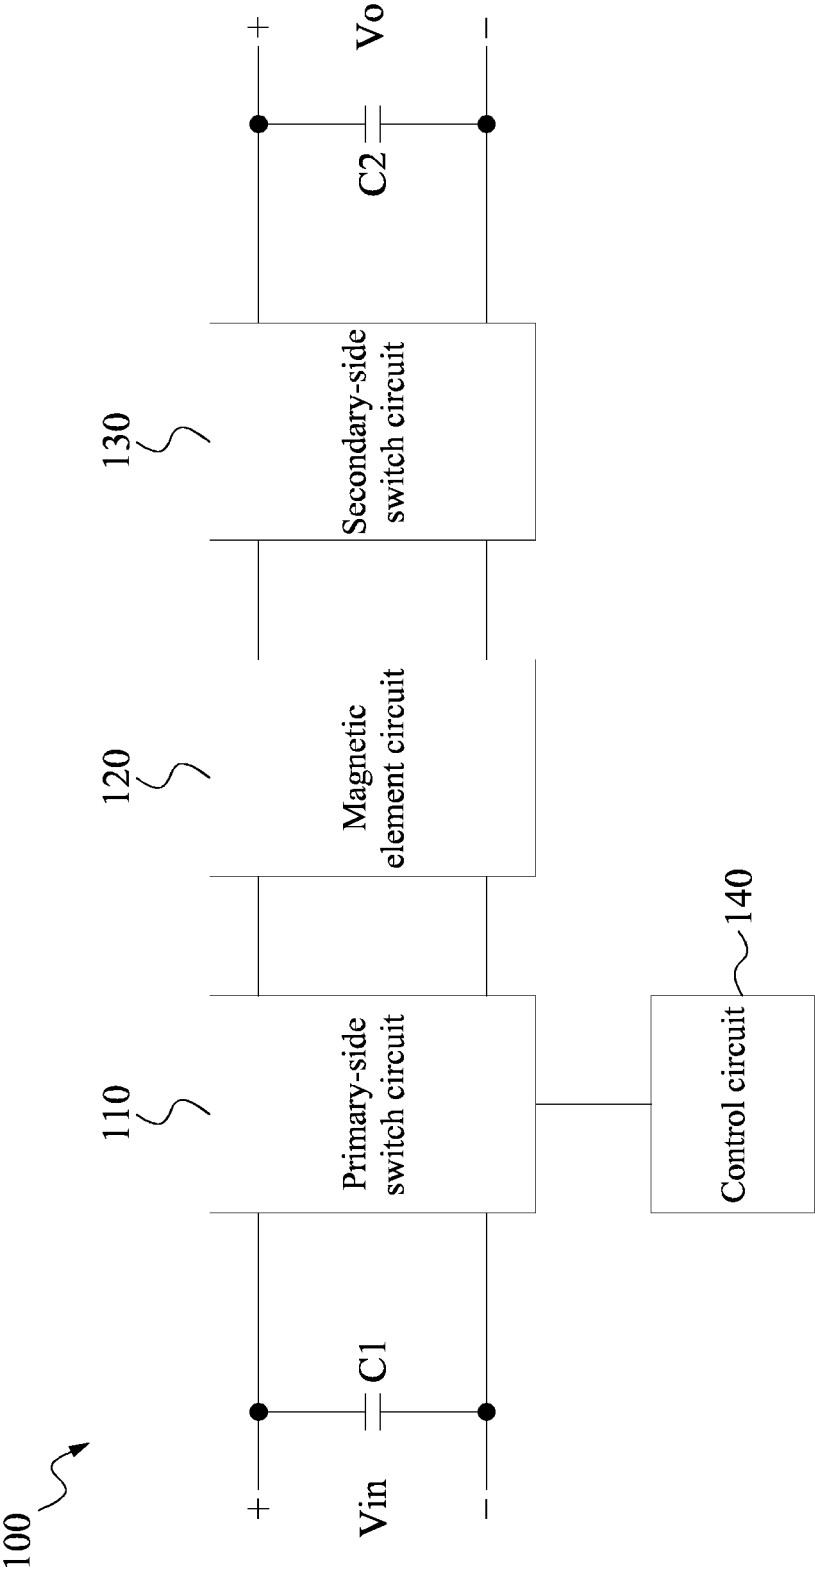 100
110
120
130
+
+
Vin
C1
Primary-side
switch circuit
Magnetic
element circuit
Secondary-side
switch circuit
C2
Vo
-
-
Control circuit
140